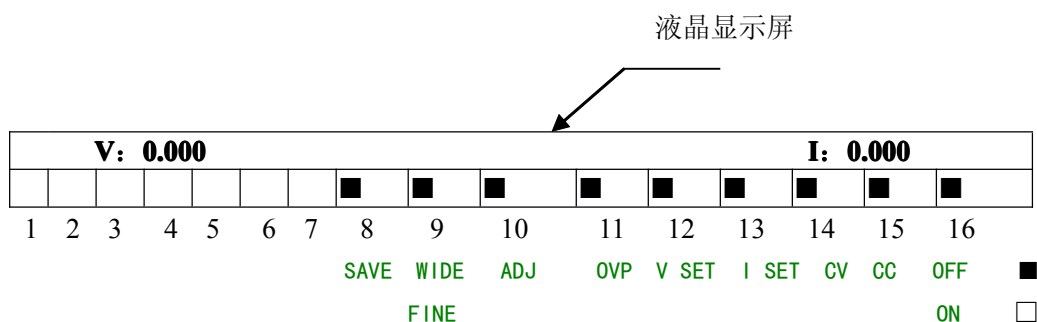 液晶显示屏
V: 0.000 I: 0.000
■ ■ ■ ■ ■ ■ ■ ■ ■
1 2 3 4 5 6 7 8 9 10 11 12 13 14 15 16
SAVE WIDE ADJ OVP V SET I SET CV CC OFF ■
FINE ON □